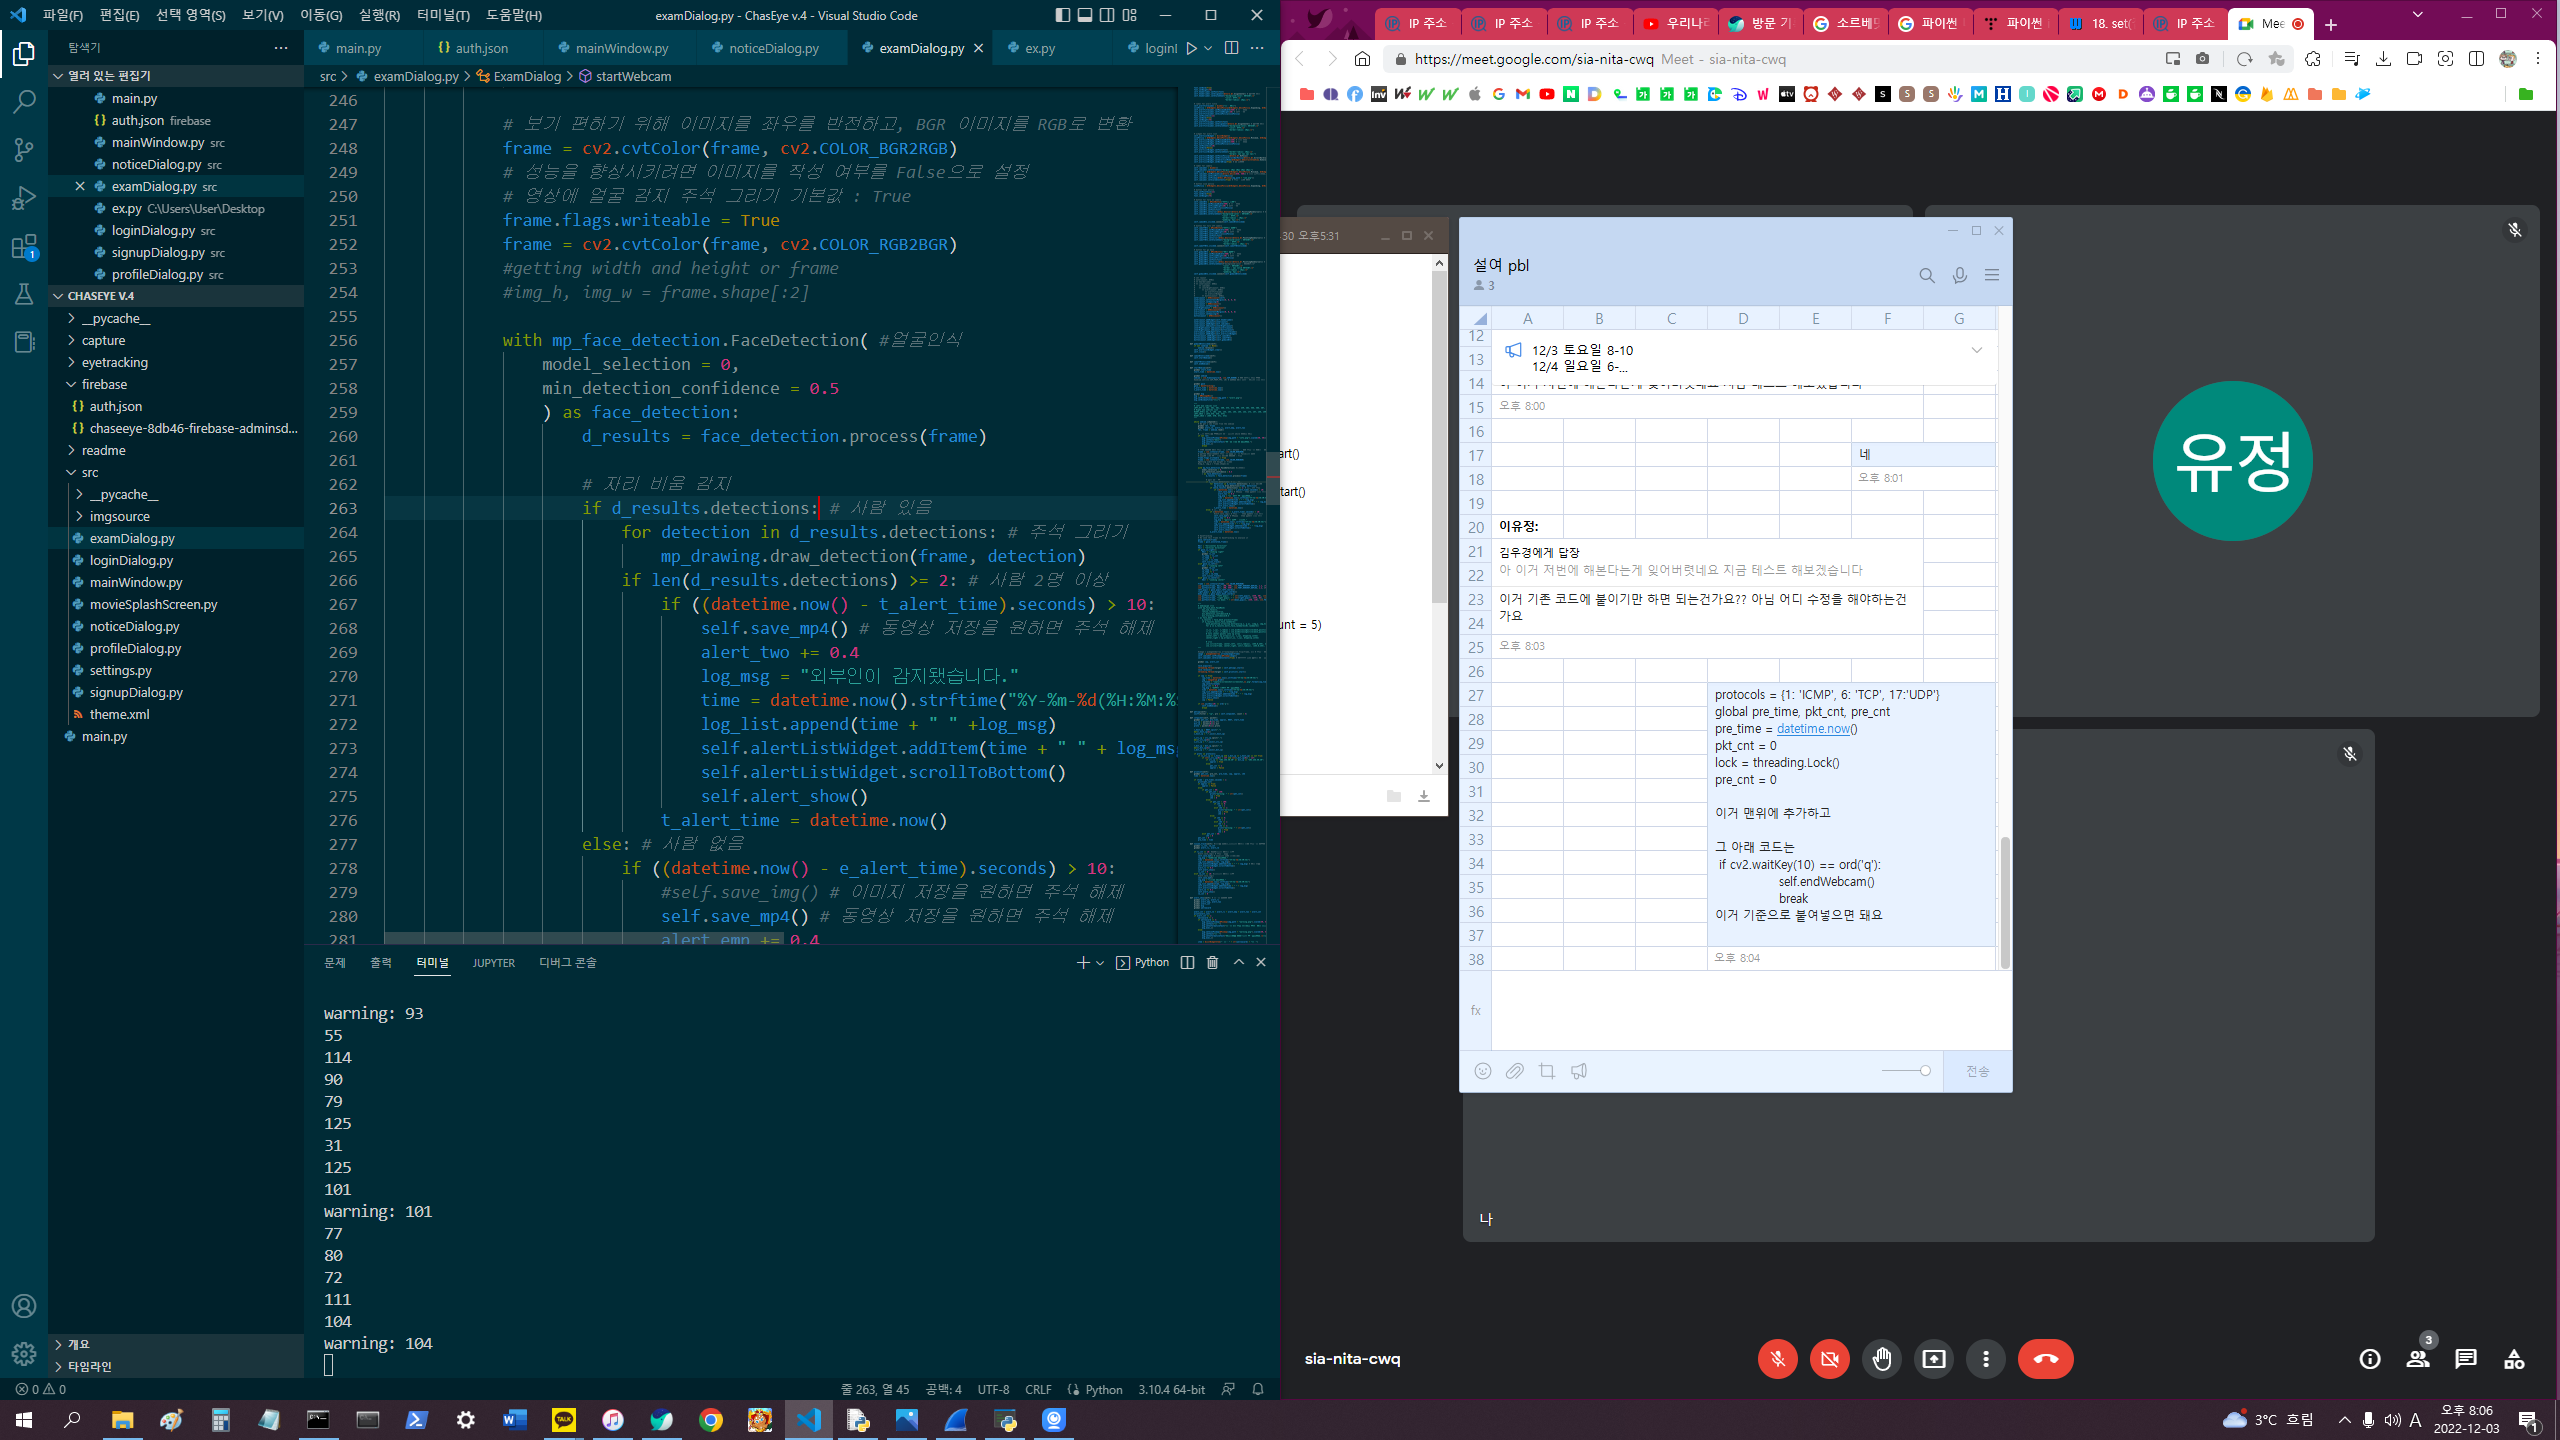 파일(F) 편집(E) 선택 영역(S) 보기(V) 이동(G) 실행(R) 터미널(T) 도움말(H)
examDialog.py - ChasEye v.4 - Visual Studio Code
탐색기
열려 있는 편집기
main.py
auth.json firebase
mainWindow.py src
noticeDialog.py src
examDialog.py src
ex.py C:\Users\User\Desktop
loginDialog.py src
signupDialog.py src
profileDialog.py src
CHASEYE V.4
__pycache__
capture
eyetracking
firebase
auth.json
chaseeye-8db46-firebase-adminsd...
readme
src
__pycache__
imgsource
examDialog.py
loginDialog.py
mainWindow.py
movieSplashScreen.py
noticeDialog.py
profileDialog.py
settings.py
signupDialog.py
theme.xml
main.py
개요
타임라인
main.py
auth.json
mainWindow.py
noticeDialog.py
examDialog.py
ex.py
src > examDialog.py > ExamDialog > startWebcam
246
247 # 보기 편하기 위해 이미지를 좌우를 반전하고, BGR 이미지를 RGB로 변환
248 frame = cv2.cvtColor(frame, cv2.COLOR_BGR2RGB)
249 # 성능을 향상시키려면 이미지를 작성 여부를 False으로 설정
250 # 영상에 얼굴 감지 주석 그리기 기본값 : True
251 frame.flags.writeable = True
252 frame = cv2.cvtColor(frame, cv2.COLOR_RGB2BGR)
253 #getting width and height or frame
254 #img_h, img_w = frame.shape[:2]
255
256 with mp_face_detection.FaceDetection( #얼굴인식
257 model_selection = 0,
258 min_detection_confidence = 0.5
259 ) as face_detection:
260 d_results = face_detection.process(frame)
261
262 # 자리 비움 감지
263 if d_results.detections: # 사람 있음
264 for detection in d_results.detections: # 주석 그리기
265 mp_drawing.draw_detection(frame, detection)
266 if len(d_results.detections) >= 2: # 사람 2명 이상
267 if ((datetime.now() - t_alert_time).seconds) > 10:
268 self.save_mp4() # 동영상 저장을 원하면 주석 해제
269 alert_two += 0.4
270 log_msg = "외부인이 감지됐습니다."
271 time = datetime.now().strftime("%Y-%m-%d(%H:%M:%
272 log_list.append(time + " " +log_msg)
273 self.alertListWidget.addItem(time + " " + log_ms
274 self.alertListWidget.scrollToBottom()
275 self.alert_show()
276 t_alert_time = datetime.now()
277 else: # 사람 없음
278 if ((datetime.now() - e_alert_time).seconds) > 10:
279 #self.save_img() # 이미지 저장을 원하면 주석 해제
280 self.save_mp4() # 동영상 저장을 원하면 주석 해제
281 alert_emp += 0.4
문제 출력 터미널 JUPYTER 디버그 콘솔
Python
warning: 93
55
114
90
79
125
31
125
101
warning: 101
77
80
72
111
104
warning: 104
0 0
줄 263, 열 45 공백: 4 UTF-8 CRLF Python 3.10.4 64-bit
IP 주소 IP 주소 IP 주소 우리나라 방문 기 소르베 파이썬 파이썬 18. set( IP 주소 Mee
https://meet.google.com/sia-nita-cwq Meet - sia-nita-cwq
-30 오후5:31
art()
tart()
unt = 5)
설여 pbl
3
A B C D E F G
12
13
14
15
16
17
18
19
20
21
22
23
24
25
26
27
28
29
30
31
32
33
34
35
36
37
38
12/3 토요일 8-10
12/4 일요일 6-...
오후 8:00
네
오후 8:01
이유정:
김우경에게 답장
아 이거 저번에 해본다는게 잊어버렷네요 지금 테스트 해보겠습니다
이거 기존 코드에 붙이기만 하면 되는건가요?? 아님 어디 수정을 해야하는건
가요
오후 8:03
protocols = {1: 'ICMP', 6: 'TCP', 17:'UDP'}
global pre_time, pkt_cnt, pre_cnt
pre_time = datetime.now()
pkt_cnt = 0
lock = threading.Lock()
pre_cnt = 0
이거 맨위에 추가하고
그 아래 코드는
if cv2.waitKey(10) == ord('q'):
self.endWebcam()
break
이거 기준으로 붙여넣으면 돼요
오후 8:04
fx
전송
유정
나
sia-nita-cwq
3
3°C 흐림
A
오후 8:06
2022-12-03
1